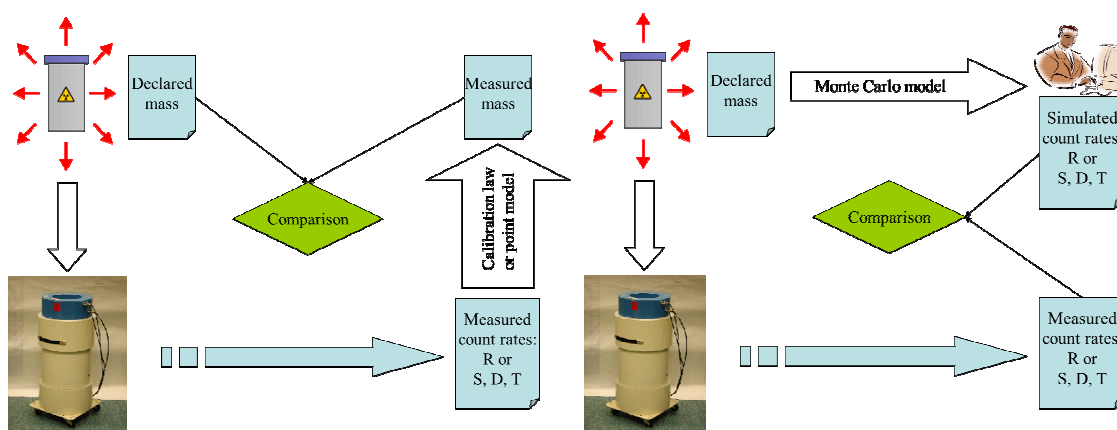 Declared
mass
Measured
mass
Comparison
Calibration law
or point model
Measured
count rates:
R or
S, D, T
Declared
mass
Monte Carlo model
Simulated
count rates:
R or
S, D, T
Comparison
Measured
count rates:
R or
S, D, T